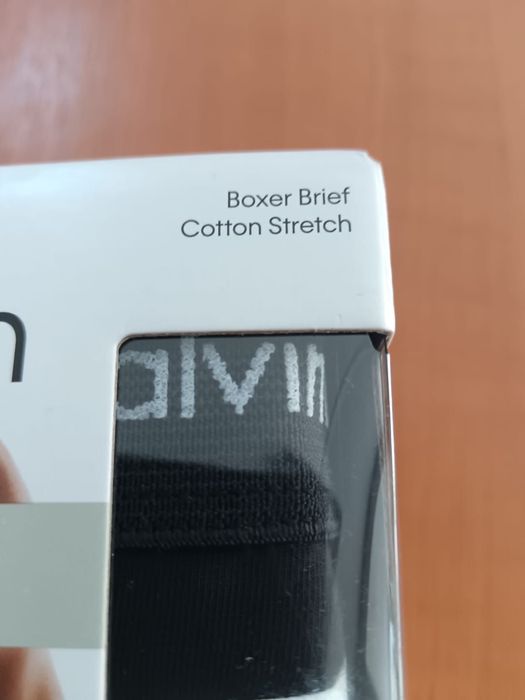 Boxer Brief
Cotton Stretch
n
alvin